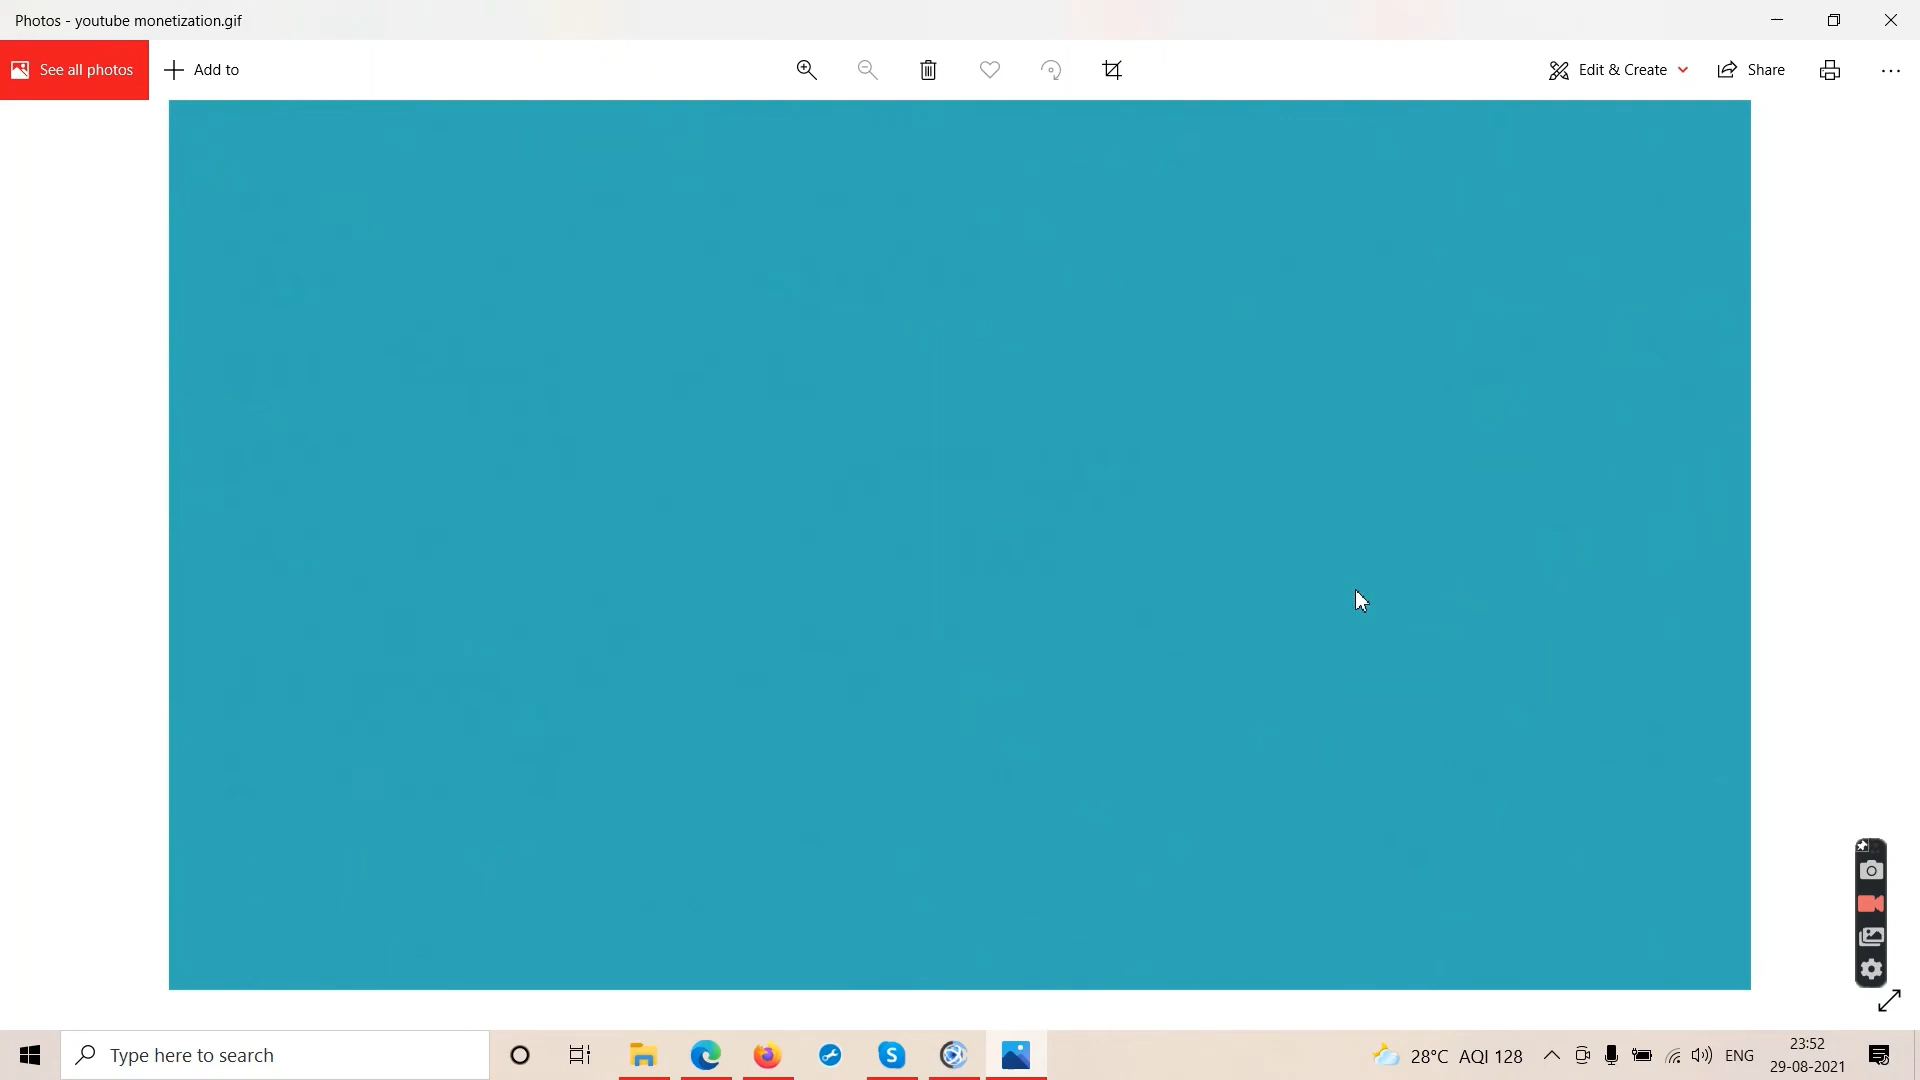 Photos - youtube monetization.gif
See all photos
Add to
Edit & Create
Share
Type here to search
28°C AQI 128
ENG
23:52
29-08-2021